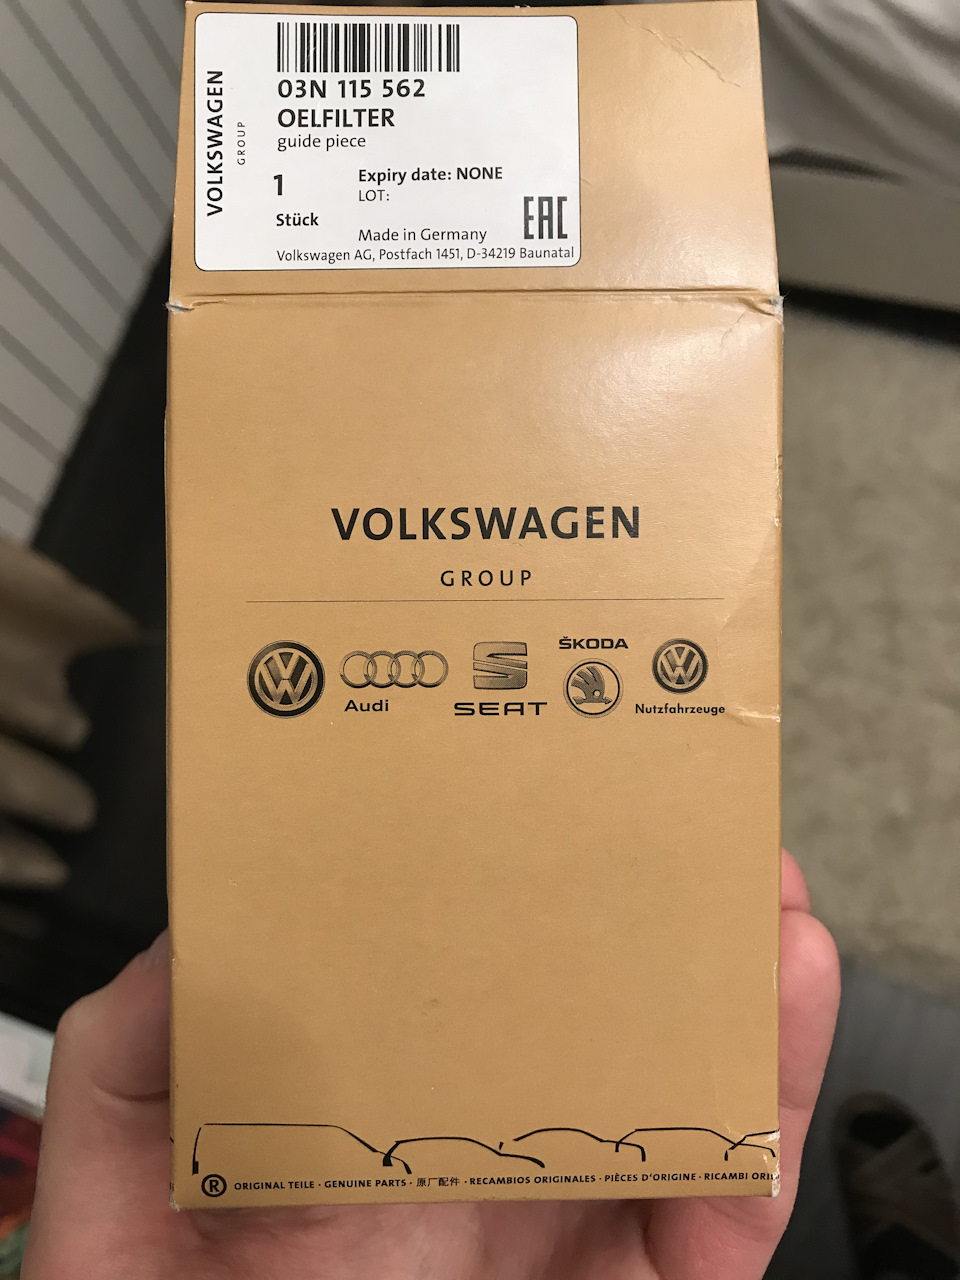 VOLKSWAGEN
GROUP
03N 115 562
OELFILTER
guide piece
1
Stück
Expiry date: NONE
LOT:
Made in Germany
EAC
Volkswagen AG, Postfach 1451, D-34219 Baunatal
VOLKSWAGEN
GROUP
Audi
SEAT
ŠKODA
Nutzfahrzeuge
® ORIGINAL TEILE · GENUINE PARTS · 原厂配件 · RECAMBIOS ORIGINALES · PIÈCES D'ORIGINE · RICAMBI